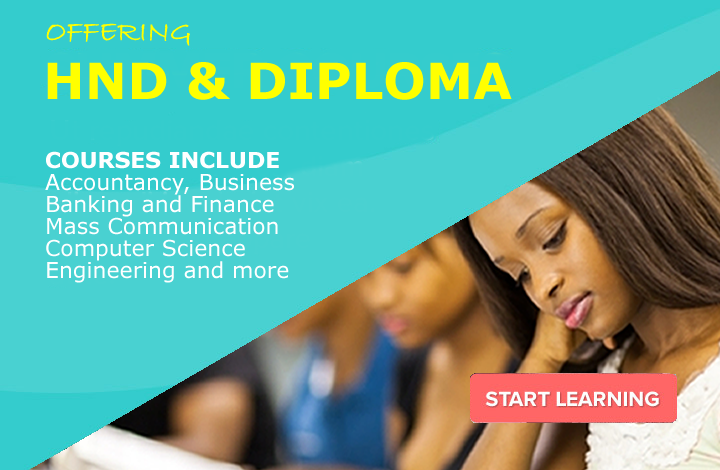 OFFERING
HND & DIPLOMA
COURSES INCLUDE
Accountancy, Business
Banking and Finance
Mass Communication
Computer Science
Engineering and more
START LEARNING